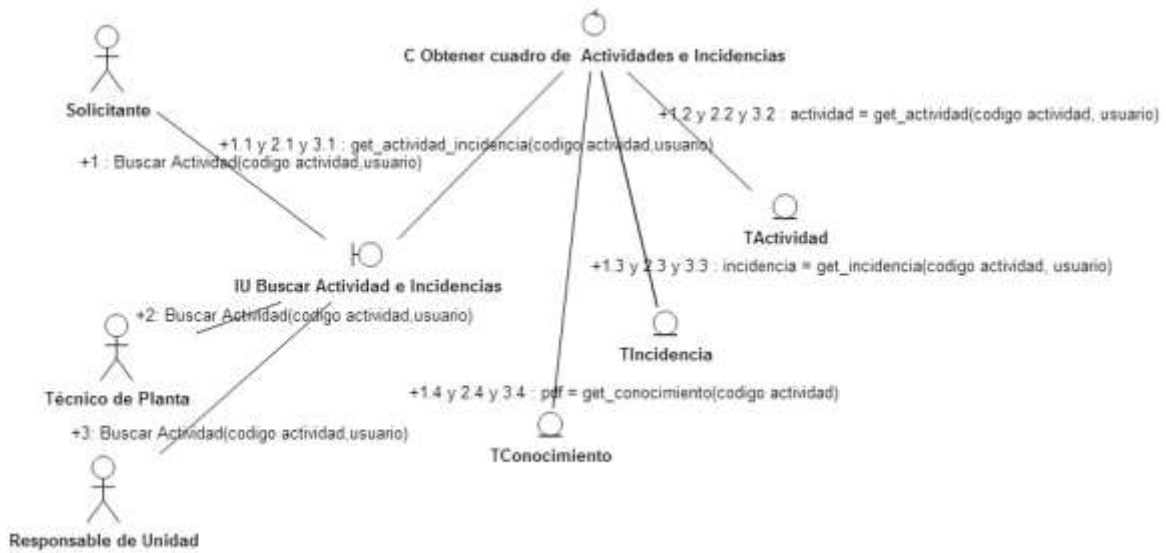 C Obtener cuadro de Actividades e Incidencias
Solicitante
+1.2 y 2.2 y 3.2 : actividad = get_actividad(codigo actividad, usuario)
+1.1 y 2.1 y 3.1 : get_actividad_incidencia(codigo actividad,usuario)
+1 : Buscar Actividad(codigo actividad,usuario)
TActividad
+1.3 y 2.3 y 3.3 : incidencia = get_incidencia(codigo actividad, usuario)
IU Buscar Actividad e Incidencias
+2: Buscar Actividad(codigo actividad,usuario)
TIncidencia
Técnico de Planta
+1.4 y 2.4 y 3.4 : pdf = get_conocimiento(codigo actividad)
+3: Buscar Actividad(codigo actividad,usuario)
TConocimiento
Responsable de Unidad